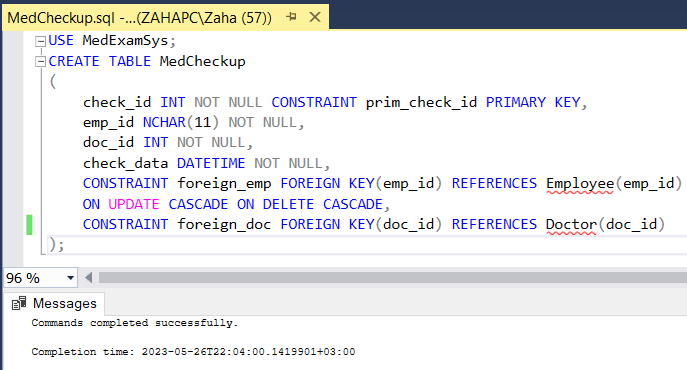 MedCheckup.sql -...(ZAHAPC\Zaha (57))
USE MedExamSys;
CREATE TABLE MedCheckup
(
check_id INT NOT NULL CONSTRAINT prim_check_id PRIMARY KEY,
emp_id NCHAR(11) NOT NULL,
doc_id INT NOT NULL,
check_data DATETIME NOT NULL,
CONSTRAINT foreign_emp FOREIGN KEY(emp_id) REFERENCES Employee(emp_id)
ON UPDATE CASCADE ON DELETE CASCADE,
CONSTRAINT foreign_doc FOREIGN KEY(doc_id) REFERENCES Doctor(doc_id)
);
96 %
Messages
Commands completed successfully.
Completion time: 2023-05-26T22:04:00.1419901+03:00